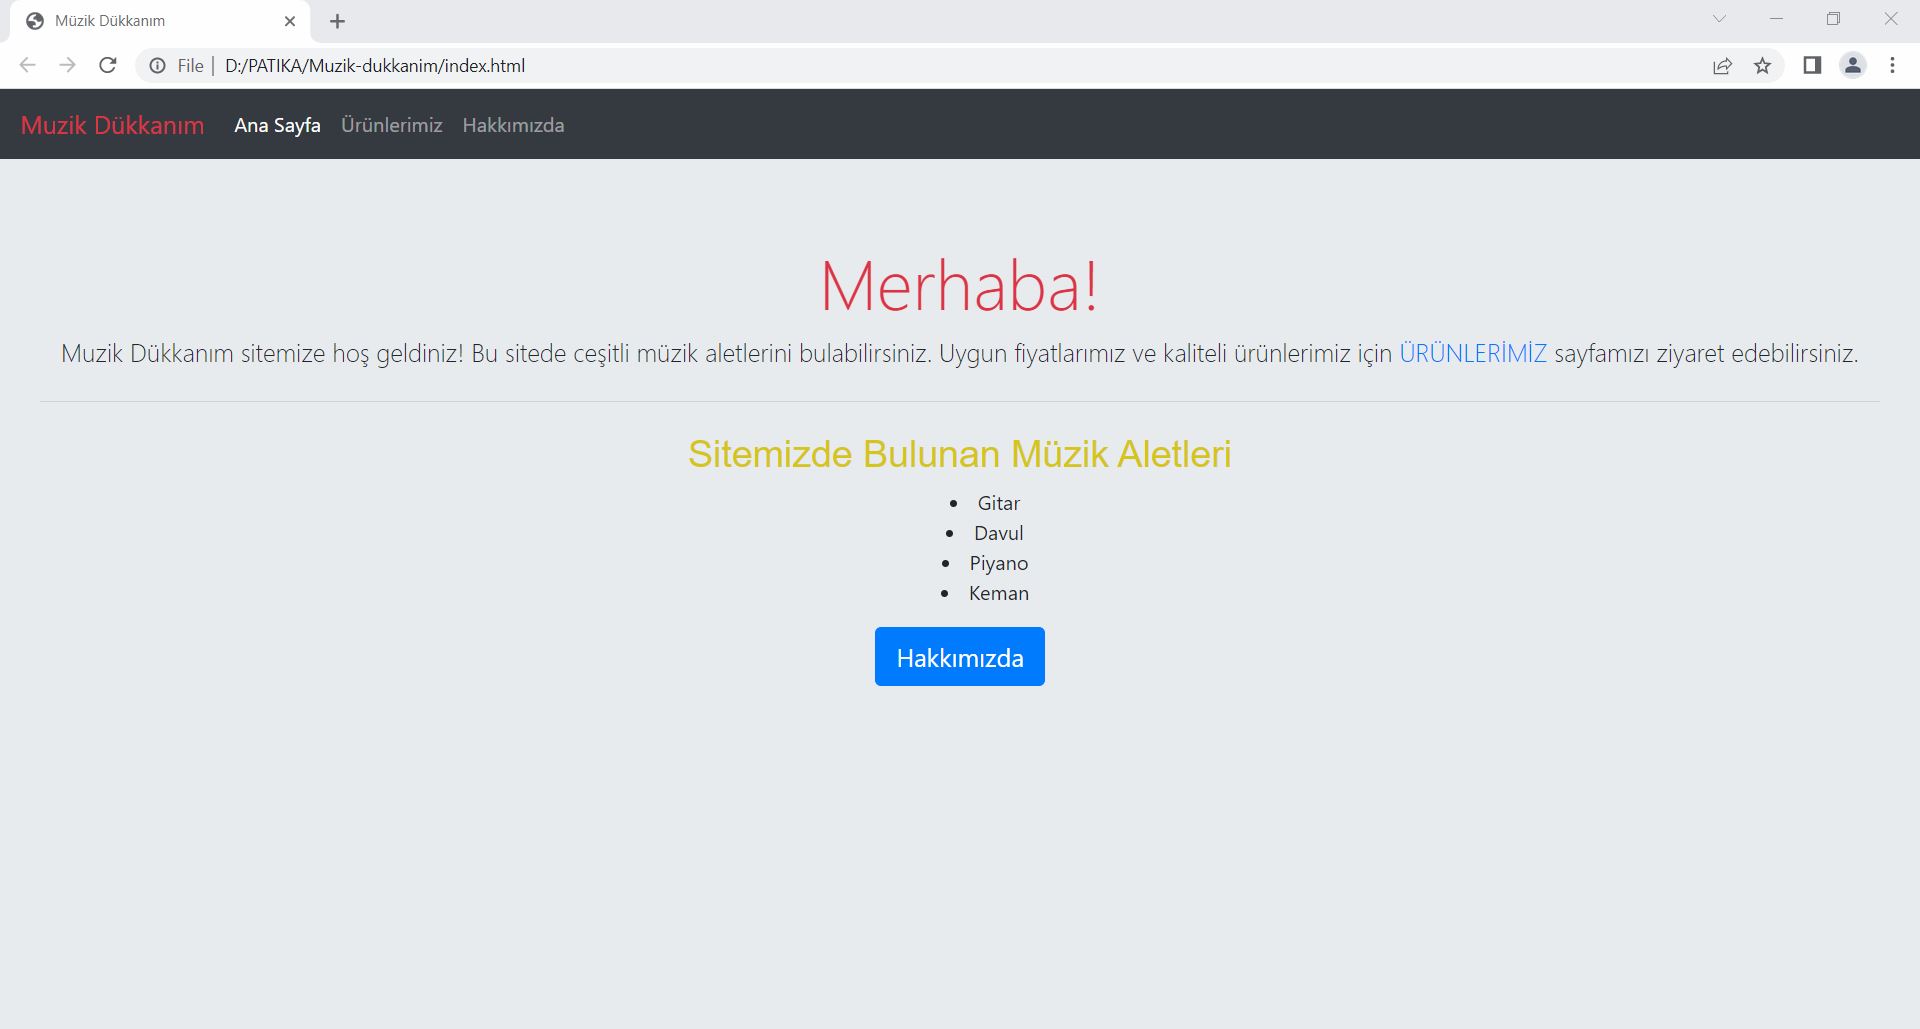 Müzik Dükkanım
File D:/PATIKA/Muzik-dukkanim/index.html
Muzik Dükkanım Ana Sayfa Ürünlerimiz Hakkımızda
Merhaba!
Muzik Dükkanım sitemize hoş geldiniz! Bu sitede ceşitli müzik aletlerini bulabilirsiniz. Uygun fiyatlarımız ve kaliteli ürünlerimiz için ÜRÜNLERİMİZ sayfamızı ziyaret edebilirsiniz.
Sitemizde Bulunan Müzik Aletleri
• Gitar
• Davul
• Piyano
• Keman
Hakkımızda